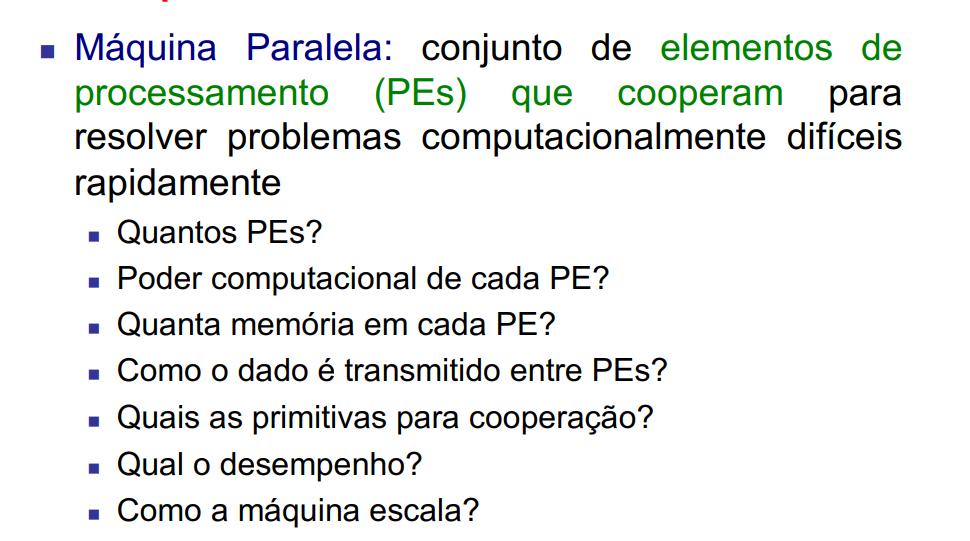 Máquina Paralela: conjunto de elementos de
processamento (PEs) que cooperam para
resolver problemas computacionalmente difíceis
rapidamente
Quantos PEs?
Poder computacional de cada PE?
Quanta memória em cada PE?
Como o dado é transmitido entre PEs?
Quais as primitivas para cooperação?
Qual o desempenho?
Como a máquina escala?